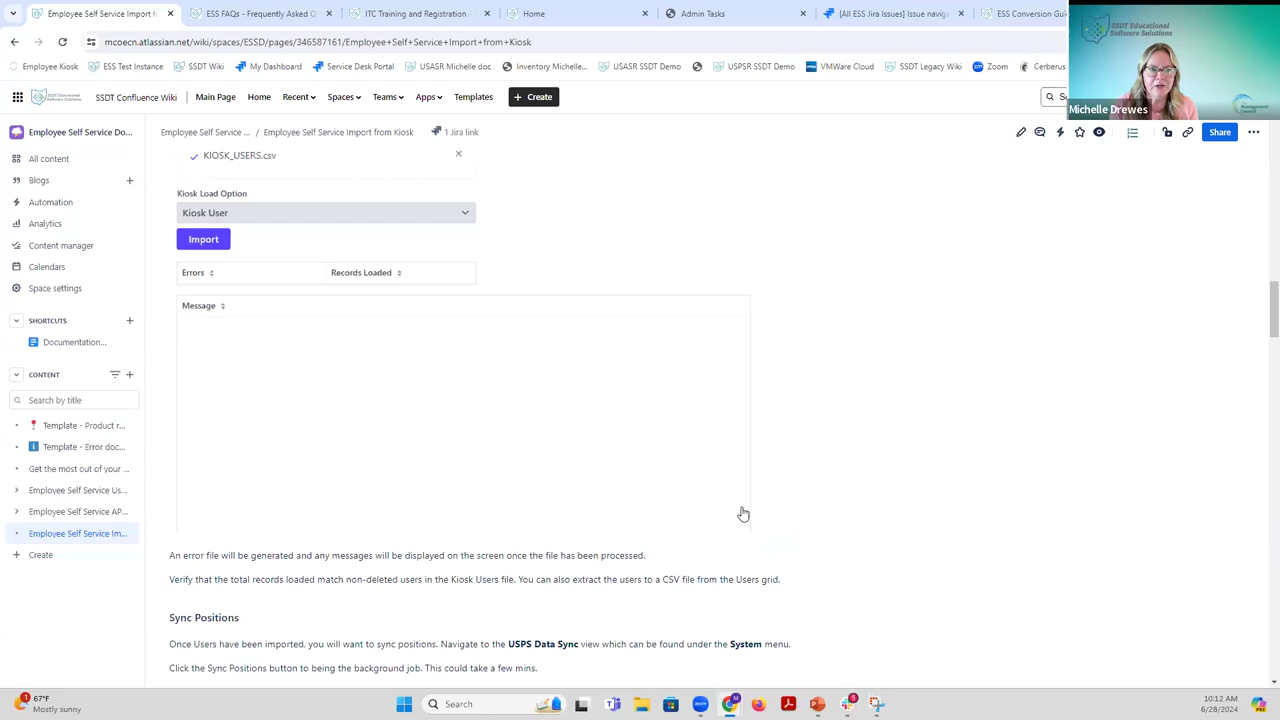 Employee Self Service Import f
ESS FAQs - Frequently Asked Q
ITC Training and Resources
Home
Admin Tasks
[All ESS Jira Issues] Issue navig
ESS Conversion Gui
mcoecn.atlassian.net/wiki/spaces/ESSD/pages/
Employee Kiosk
ESS Test Instance
SSDT Wiki
My Dashboard
Service Desk Portal
USASR Michelle doc
Inventory Michelle...
USASR SSDT Demo
USPSR SSDT Demo
VMWare Cloud
SSDT Legacy Wiki
Zoom
Cerberus
SSDT Educational
Software Solutions
Management
Council
Michelle Drewes
SSDT Confluence Wiki
Main Page
Home
Recent
Spaces
Teams
Apps
Templates
+ Create
Employee Self Service Do...
Employee Self Service ... / Employee Self Service Import from Kiosk
1 Jira link
Share
All content
Blogs
Automation
Analytics
Content manager
Calendars
Space settings
SHORTCUTS
Documentation...
CONTENT
Search by title
Template - Product r...
Template - Error doc...
Get the most out of your ...
Employee Self Service Us...
Employee Self Service AP...
Employee Self Service Im...
Create
KIOSK_USERS.csv
Kiosk Load Option
Kiosk User
Import
Errors
Records Loaded
Message
An error file will be generated and any messages will be displayed on the screen once the file has been processed.
Verify that the total records loaded match non-deleted users in the Kiosk Users file. You can also extract the users to a CSV file from the Users grid.
Sync Positions
Once Users have been imported, you will want to sync positions. Navigate to the USPS Data Sync view which can be found under the System menu.
Click the Sync Positions button to being the background job. This could take a few mins.
1
67°F
Mostly sunny
Search
10:12 AM
6/28/2024